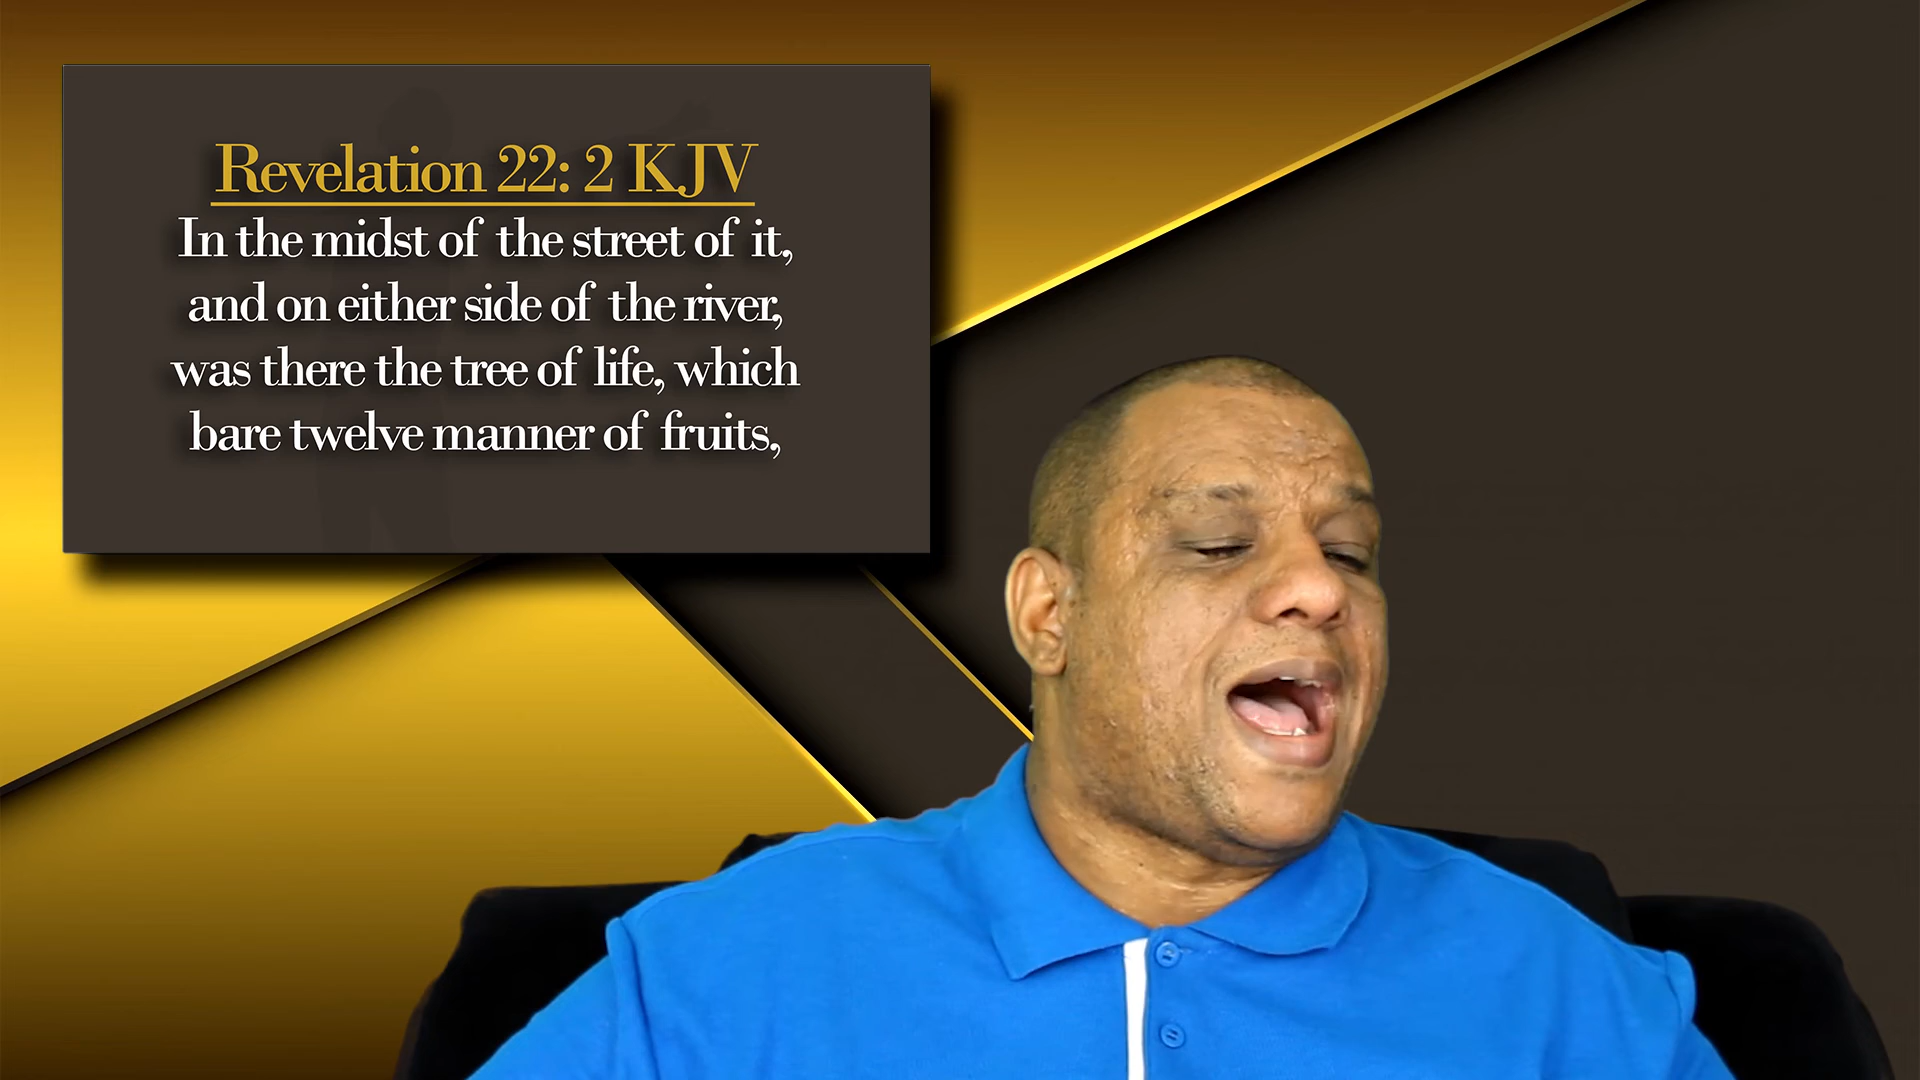 Revelation 22: 2 KJV
In the midst of the street of it,
and on either side of the river,
was there the tree of life, which
bare twelve manner of fruits,